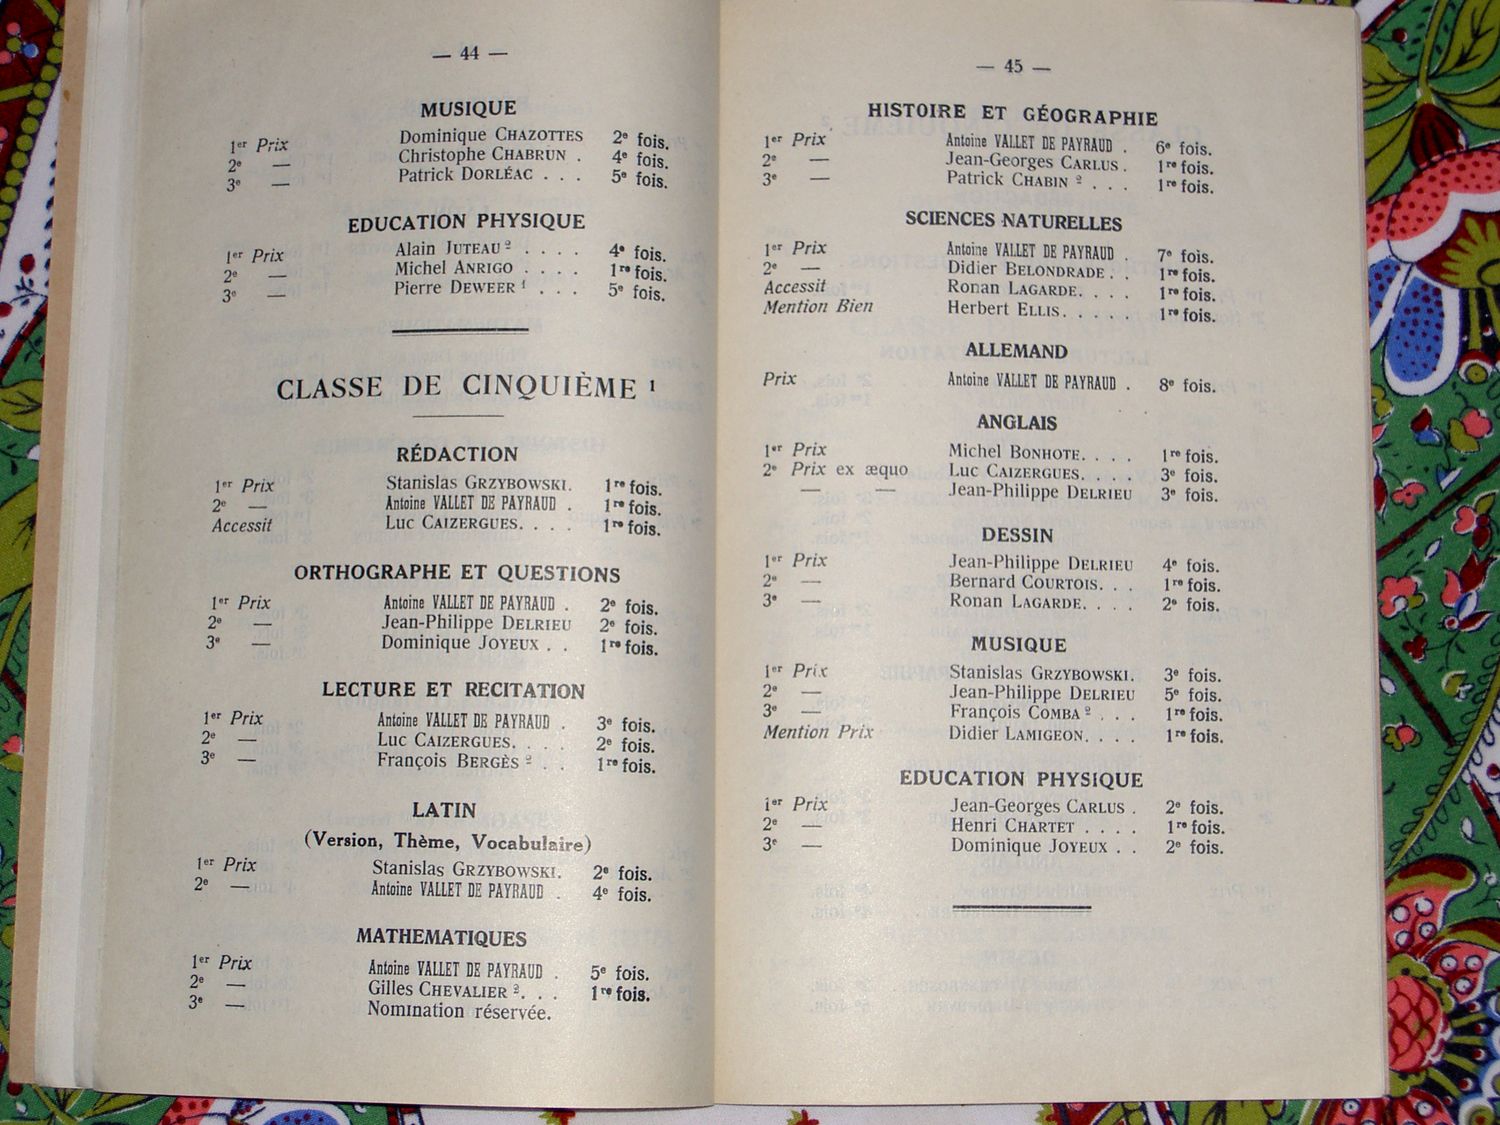 — 44 —
MUSIQUE
1er Prix Dominique CHAZOTTES 2e fois.
2e — Christophe CHABRUN . 4e fois.
3e — Patrick DORLÉAC . . . 5e fois.
EDUCATION PHYSIQUE
1er Prix Alain JUTEAU 2 . . . . 4e fois.
2e — Michel ANRIGO . . . . 1re fois.
3e — Pierre DEWEER 1 . . . 5e fois.
CLASSE DE CINQUIÈME 1
RÉDACTION
1er Prix Stanislas GRZYBOWSKI. 1re fois.
2e — Antoine VALLET DE PAYRAUD . 1re fois.
Accessit Luc CAIZERGUES. . . . 1re fois.
ORTHOGRAPHE ET QUESTIONS
1er Prix Antoine VALLET DE PAYRAUD . 2e fois.
2e — Jean-Philippe DELRIEU 2e fois.
3e — Dominique JOYEUX . . 1re fois.
LECTURE ET RECITATION
1er Prix Antoine VALLET DE PAYRAUD . 3e fois.
2e — Luc CAIZERGUES. . . . 2e fois.
3e — François BERGÈS 2 . . 1re fois.
LATIN
(Version, Thème, Vocabulaire)
1er Prix Stanislas GRZYBOWSKI. 2e fois.
2e — Antoine VALLET DE PAYRAUD . 4e fois.
MATHEMATIQUES
1er Prix Antoine VALLET DE PAYRAUD . 5e fois.
2e — Gilles CHEVALIER 2. . . 1re fois.
3e — Nomination réservée.
— 45 —
HISTOIRE ET GÉOGRAPHIE
1er Prix Antoine VALLET DE PAYRAUD . 6e fois.
2e — Jean-Georges CARLUS . 1re fois.
3e — Patrick CHABIN 2 . . . 1re fois.
SCIENCES NATURELLES
1er Prix Antoine VALLET DE PAYRAUD . 7e fois.
2e — Didier BELONDRADE . . 1re fois.
Accessit Ronan LAGARDE. . . . 1re fois.
Mention Bien Herbert ELLIS. . . . . 1re fois.
ALLEMAND
Prix Antoine VALLET DE PAYRAUD . 8e fois.
ANGLAIS
1er Prix Michel BONHOTE. . . . 1re fois.
2e Prix ex æquo Luc CAIZERGUES. . . . 3e fois.
— — Jean-Philippe DELRIEU 3e fois.
DESSIN
1er Prix Jean-Philippe DELRIEU 4e fois.
2e — Bernard COURTOIS. . . 1re fois.
3e — Ronan LAGARDE. . . . 2e fois.
MUSIQUE
1er Prix Stanislas GRZYBOWSKI. 3e fois.
2e — Jean-Philippe DELRIEU 5e fois.
3e — François COMBA 2 . . . 1re fois.
Mention Prix Didier LAMIGEON. . . . 1re fois.
EDUCATION PHYSIQUE
1er Prix Jean-Georges CARLUS . 2e fois.
2e — Henri CHARTET . . . . 1re fois.
3e — Dominique JOYEUX . . 2e fois.